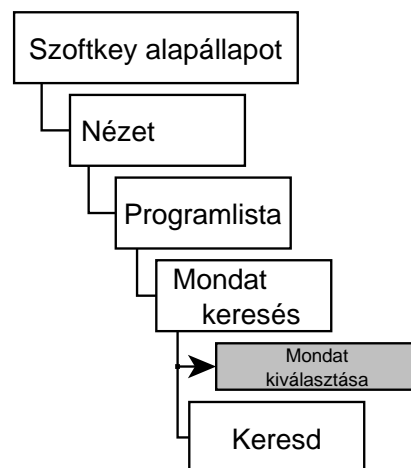 Szoftkey alapállapot
Nézet
Programlista
Mondat
keresés
Mondat
kiválasztása
Keresd